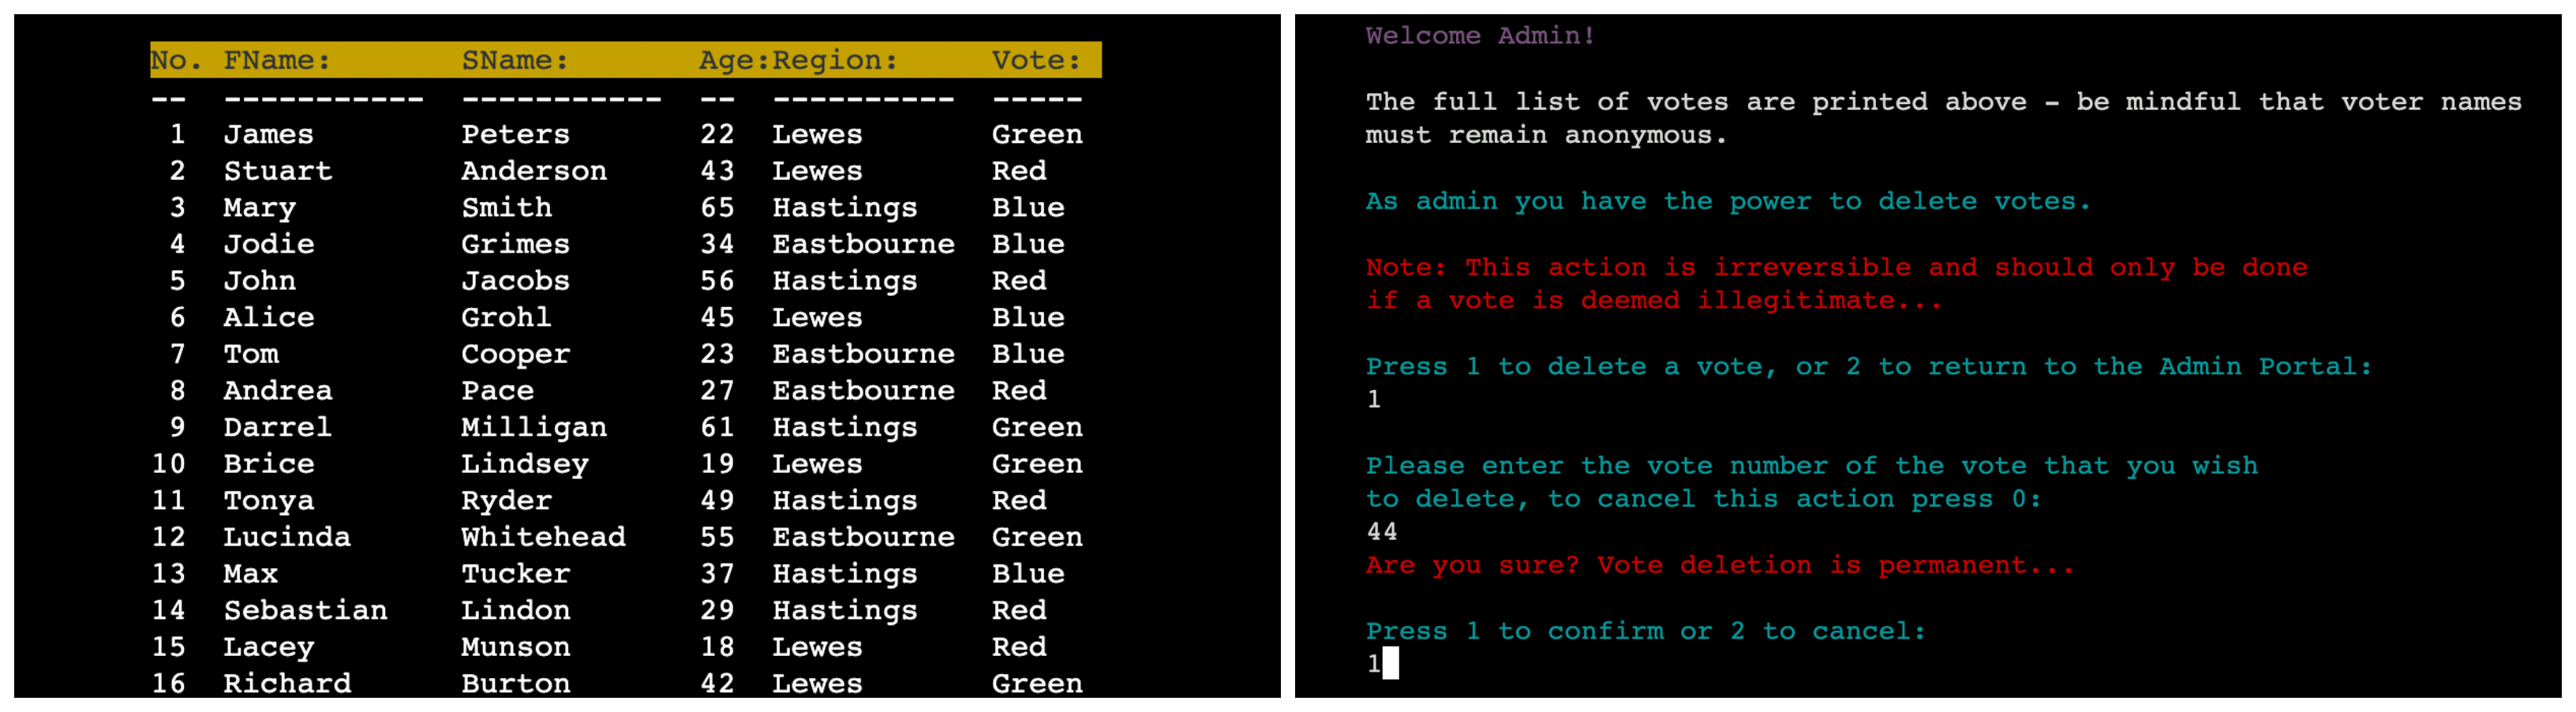 No. FName: SName: Age:Region: Vote:
-- ----------- ----------- -- ---------- -----
1 James Peters 22 Lewes Green
2 Stuart Anderson 43 Lewes Red
3 Mary Smith 65 Hastings Blue
4 Jodie Grimes 34 Eastbourne Blue
5 John Jacobs 56 Hastings Red
6 Alice Grohl 45 Lewes Blue
7 Tom Cooper 23 Eastbourne Blue
8 Andrea Pace 27 Eastbourne Red
9 Darrel Milligan 61 Hastings Green
10 Brice Lindsey 19 Lewes Green
11 Tonya Ryder 49 Hastings Red
12 Lucinda Whitehead 55 Eastbourne Green
13 Max Tucker 37 Hastings Blue
14 Sebastian Lindon 29 Hastings Red
15 Lacey Munson 18 Lewes Red
16 Richard Burton 42 Lewes Green
Welcome Admin!
The full list of votes are printed above - be mindful that voter names
must remain anonymous.
As admin you have the power to delete votes.
Note: This action is irreversible and should only be done
if a vote is deemed illegitimate...
Press 1 to delete a vote, or 2 to return to the Admin Portal:
1
Please enter the vote number of the vote that you wish
to delete, to cancel this action press 0:
44
Are you sure? Vote deletion is permanent...
Press 1 to confirm or 2 to cancel:
1